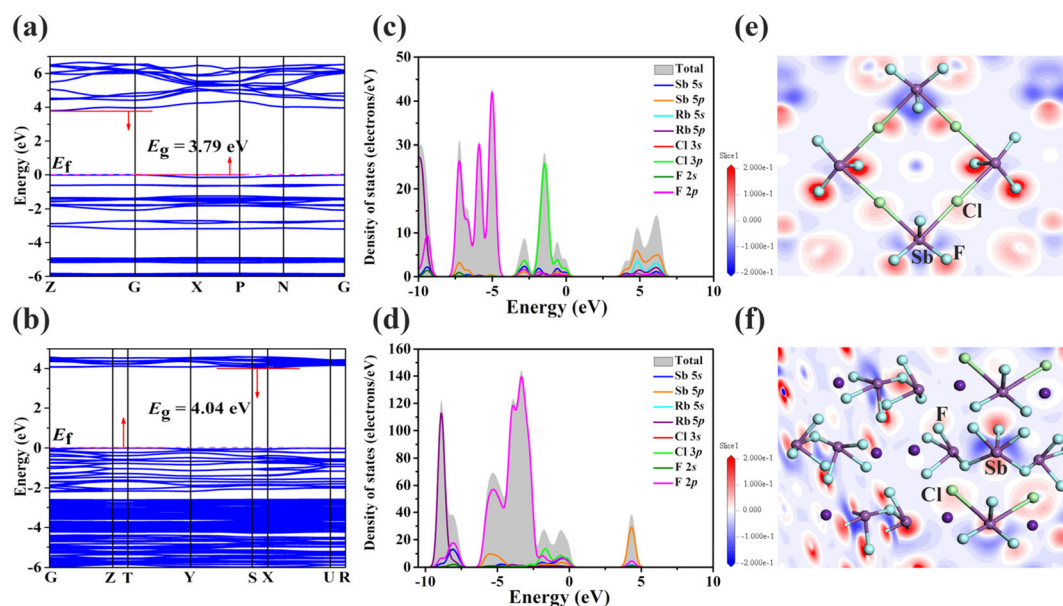 (a)
Energy (eV)
6
4
2
0
-2
-4
-6
Ef
Eg = 3.79 eV
Z G X P N G
(c)
Density of states (electrons/eV)
50
40
30
20
10
0
-10 -5 0 5 10
Energy (eV)
Total
Sb 5s
Sb 5p
Rb 5s
Rb 5p
Cl 3s
Cl 3p
F 2s
F 2p
(e)
Slice1
2.000e-1
1.000e-1
0.000
-1.000e-1
-2.000e-1
Cl
Sb
F
(b)
Energy (eV)
4
2
0
-2
-4
-6
Ef
Eg = 4.04 eV
G Z T Y S X U R
(d)
Density of states (electrons/eV)
160
140
120
100
80
60
40
20
0
-10 -5 0 5 10
Energy (eV)
Total
Sb 5s
Sb 5p
Rb 5s
Rb 5p
Cl 3s
Cl 3p
F 2s
F 2p
(f)
Slice1
2.000e-1
1.000e-1
0.000
-1.000e-1
-2.000e-1
F
Sb
Cl